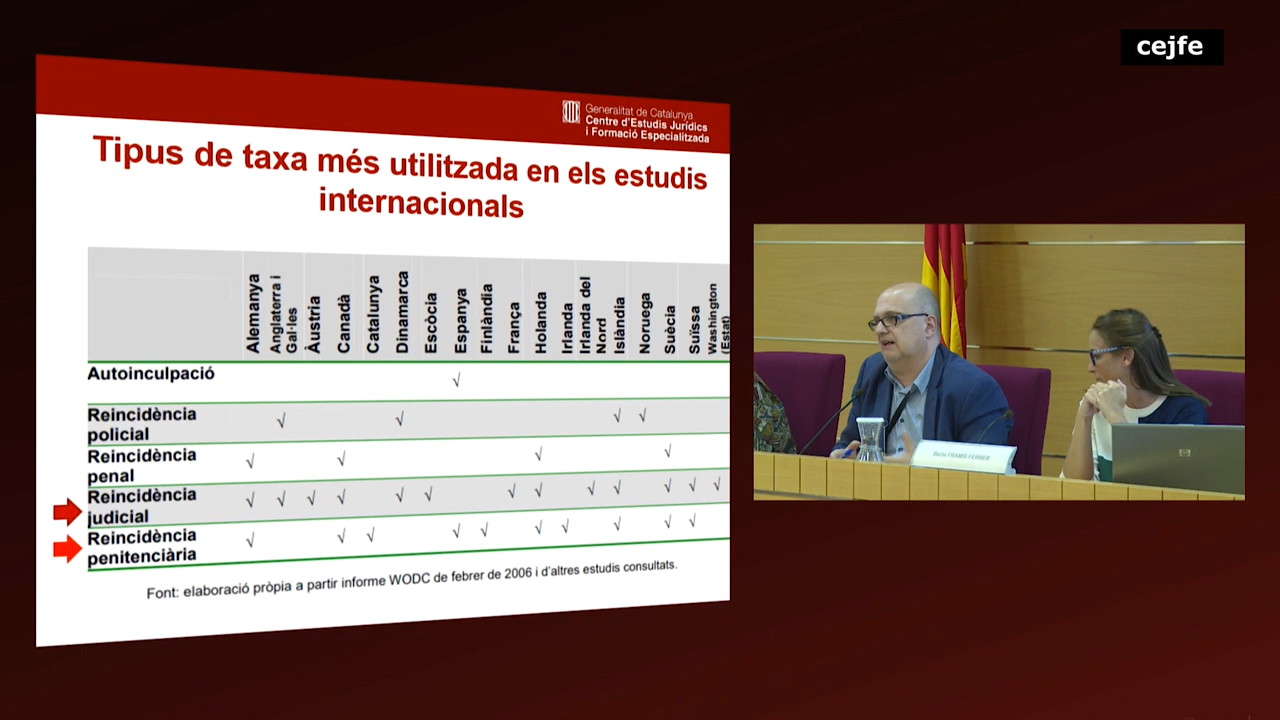 cejfe
Generalitat de Catalunya
Centre d'Estudis Jurídics
i Formació Especialitzada
Tipus de taxa més utilitzada en els estudis
internacionals
Alemanya
Anglaterra i
Gal·les
Àustria
Canadà
Catalunya
Dinamarca
Escòcia
Espanya
Finlàndia
França
Holanda
Irlanda
Irlanda del
Nord
Islàndia
Noruega
Suècia
Suïssa
Washington
(Estat)
Autoinculpació √
Reincidència
policial √ √ √ √
Reincidència
penal √ √ √ √
Reincidència
judicial √ √ √ √ √ √ √ √ √ √ √ √ √
Reincidència
penitenciària √ √ √ √ √ √ √ √ √ √
Font: elaboració pròpia a partir informe WODC de febrer de 2006 i d'altres estudis consultats.
FRAMIS FERRER
hp